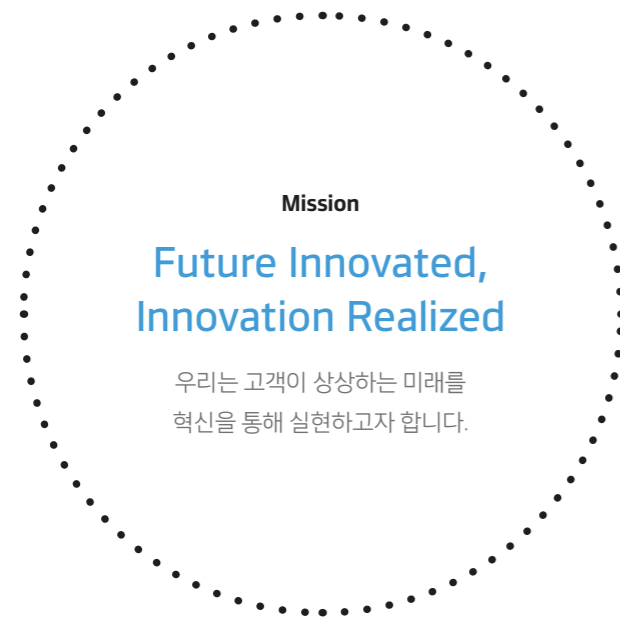 Mission
Future Innovated,
Innovation Realized
우리는 고객이 상상하는 미래를
혁신을 통해 실현하고자 합니다.